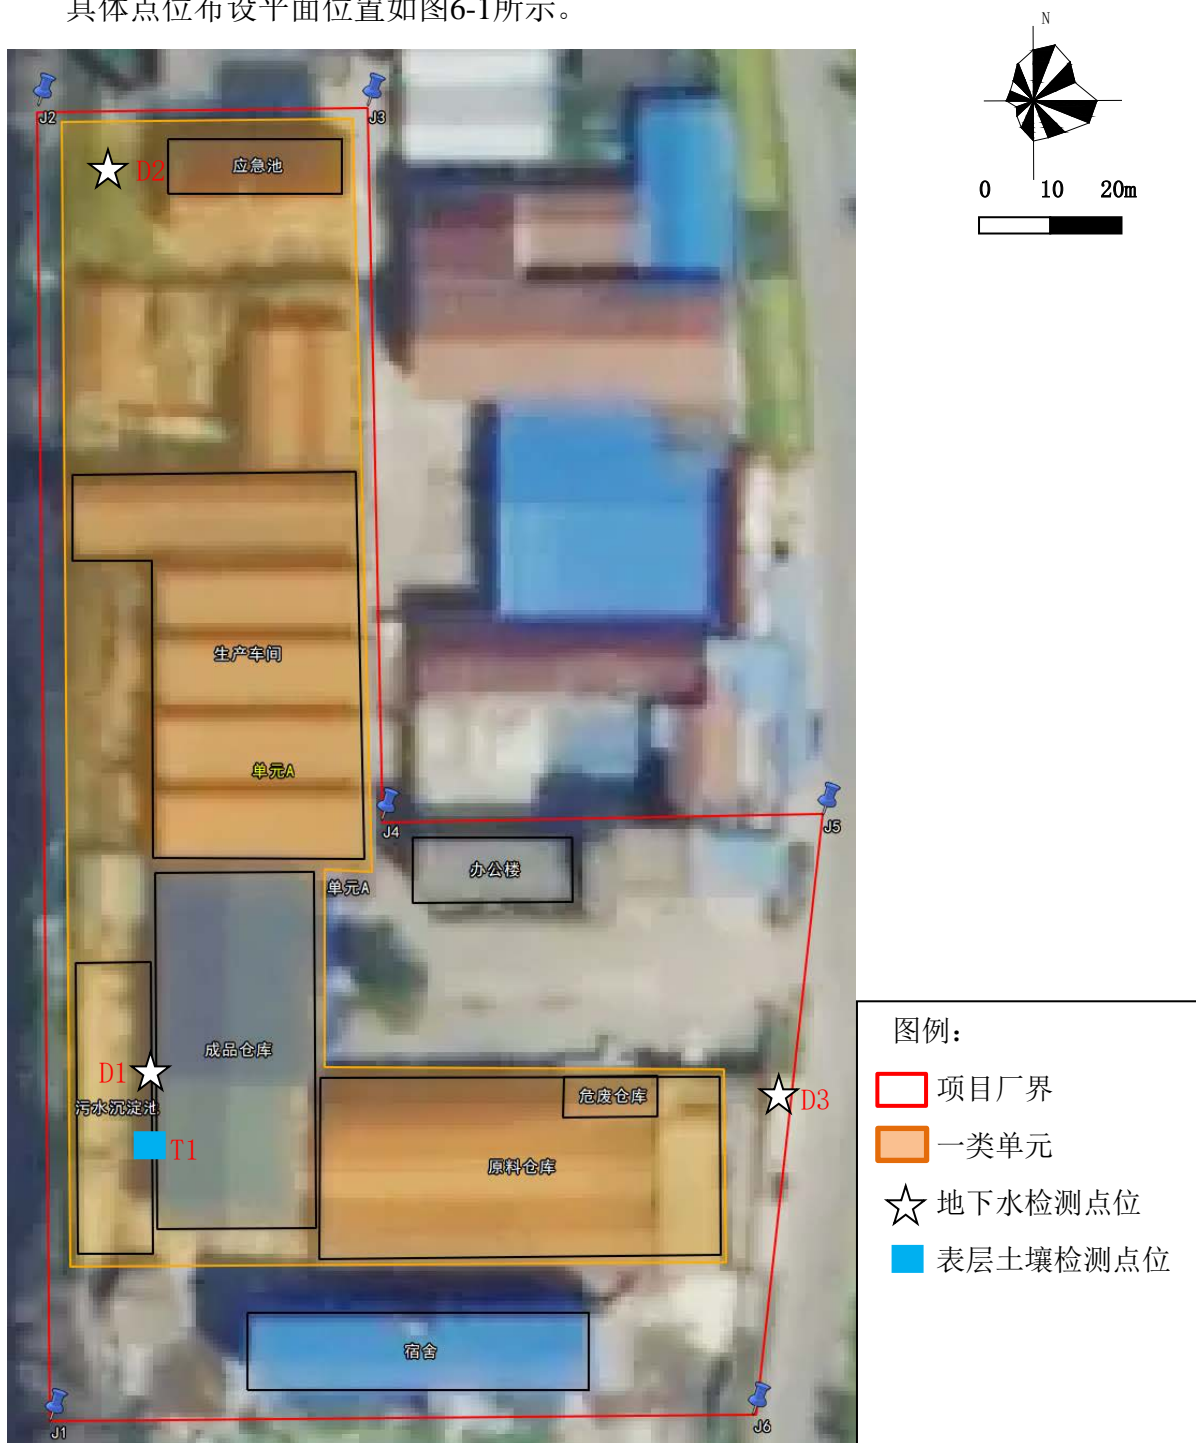 具体点位布设平面位置如图6-1所示。
N
0 10 20m
J2
J3
D2
应急池
生产车间
单元A
J4
J5
办公楼
单元A
成品仓库
D1
污水沉淀池
T1
危废仓库
D3
原料仓库
宿舍
J1
J6
图例：
项目厂界
一类单元
地下水检测点位
表层土壤检测点位